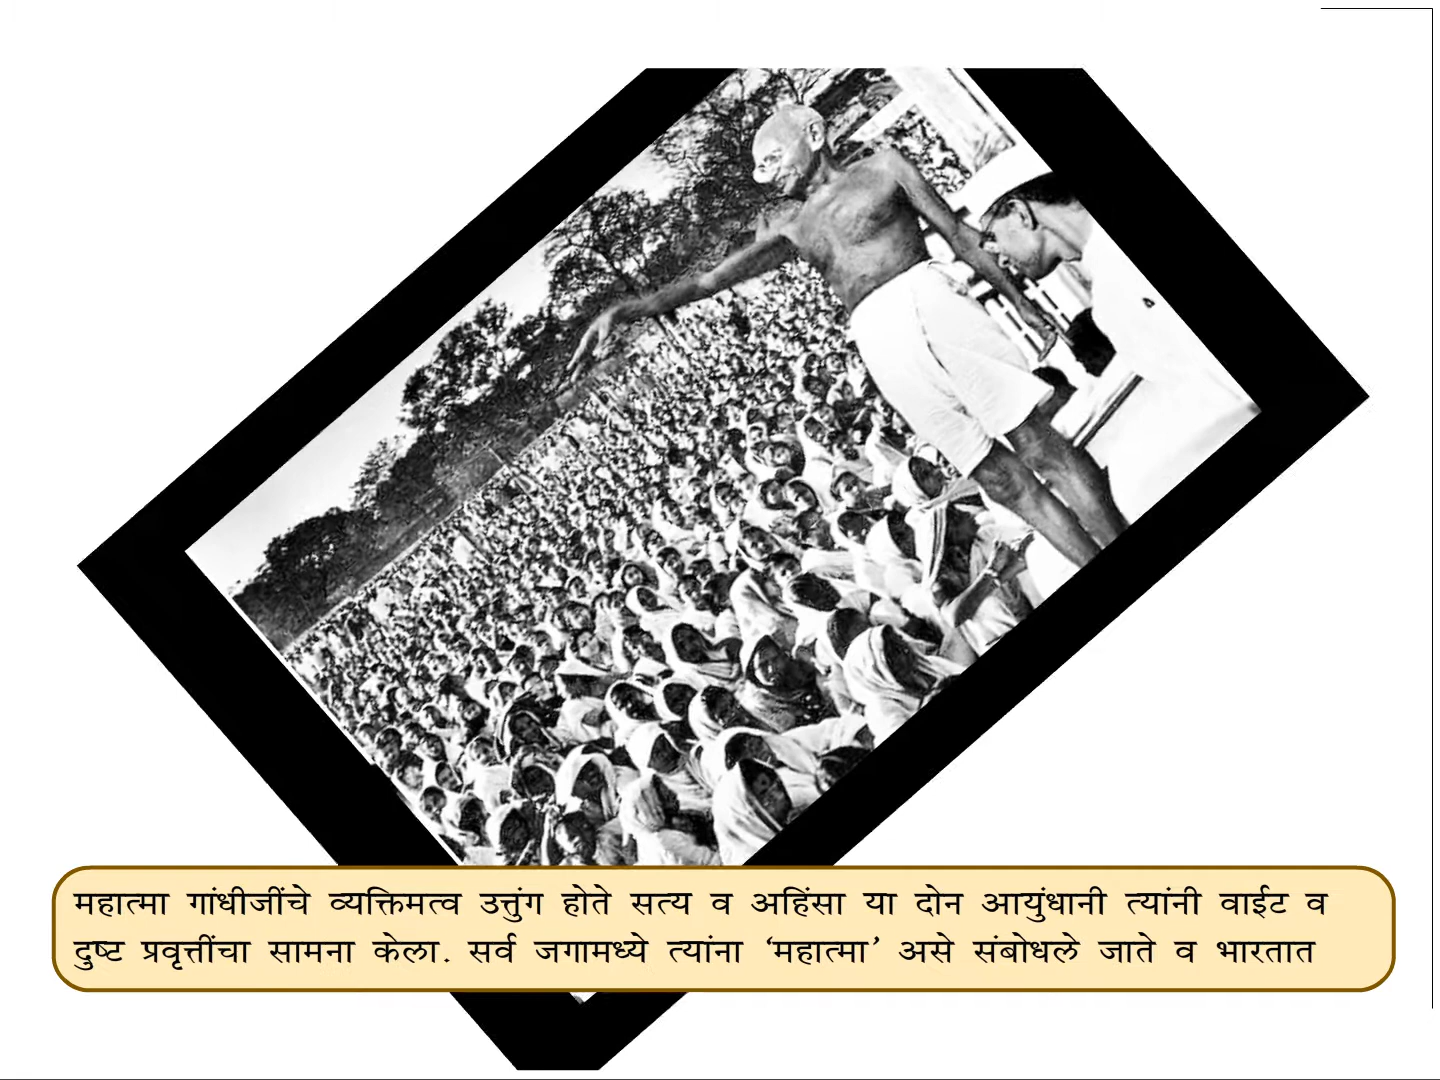 महात्मा गांधीजींचे व्यक्तिमत्व उत्तुंग होते सत्य व अहिंसा या दोन आयुंधानी त्यांनी वाईट व
दुष्ट प्रवृत्तींचा सामना केला. सर्व जगामध्ये त्यांना ‘महात्मा’ असे संबोधले जाते व भारतात